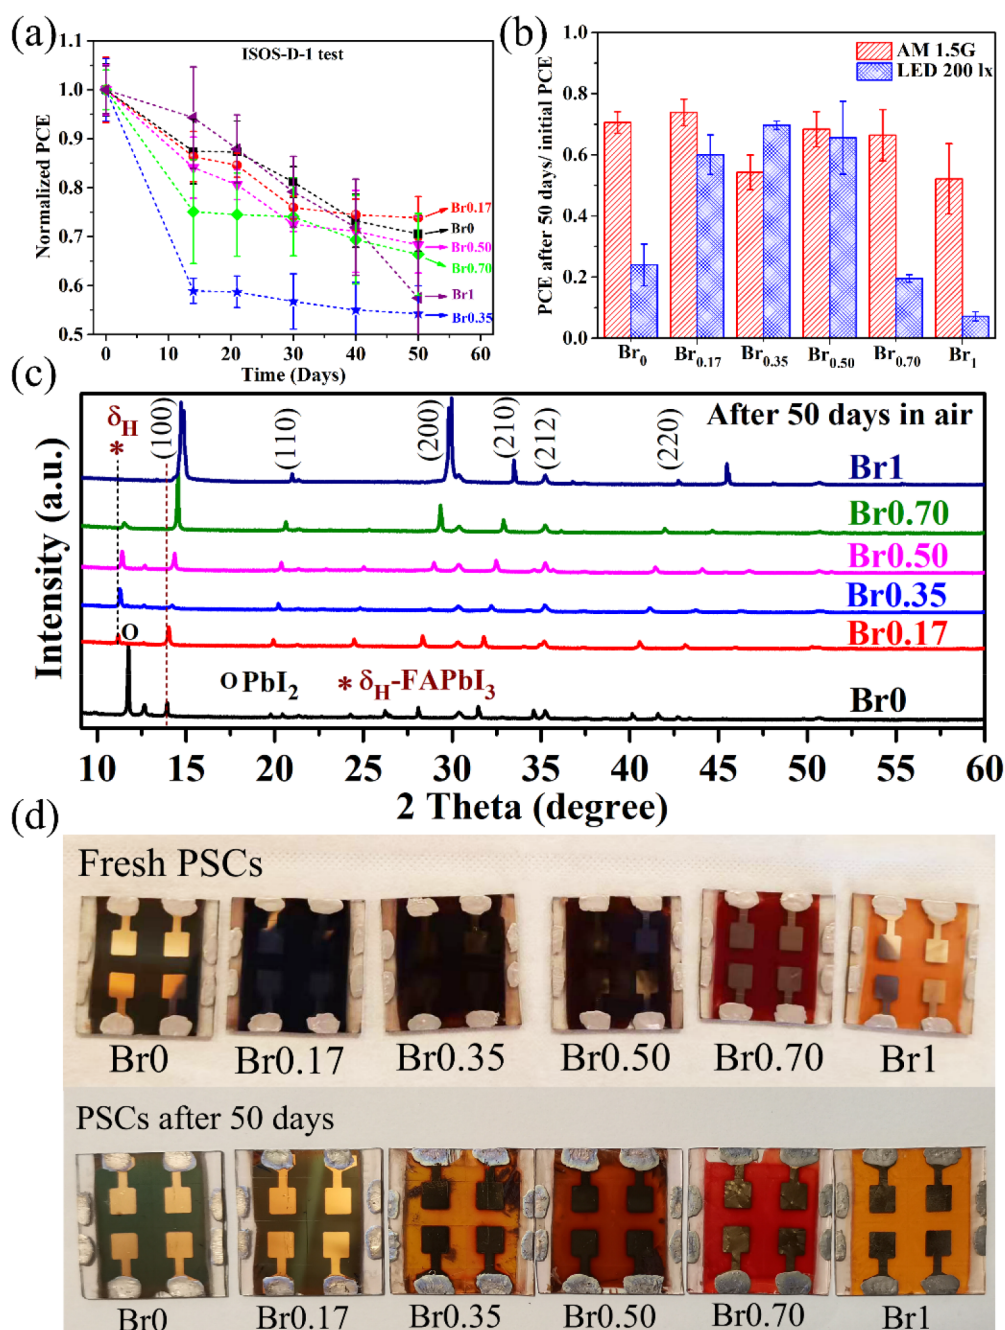 (a)
ISOS-D-1 test
Normalized PCE
1.1
1.0
0.9
0.8
0.7
0.6
0.5
Br0.17
Br0
Br0.50
Br0.70
Br1
Br0.35
0 10 20 30 40 50 60
Time (Days)
(b)
PCE after 50 days/ initial PCE
1.0
0.8
0.6
0.4
0.2
0.0
AM 1.5G
LED 200 lx
Br0 Br0.17 Br0.35 Br0.50 Br0.70 Br1
(c)
Intensity (a.u.)
δH
*
(100)
(110)
(200)
(210)
(212)
(220)
After 50 days in air
Br1
Br0.70
Br0.50
Br0.35
Br0.17
Br0
O
O PbI2
* δH-FAPbI3
10 15 20 25 30 35 40 45 50 55 60
2 Theta (degree)
(d)
Fresh PSCs
Br0 Br0.17 Br0.35 Br0.50 Br0.70 Br1
PSCs after 50 days
Br0 Br0.17 Br0.35 Br0.50 Br0.70 Br1